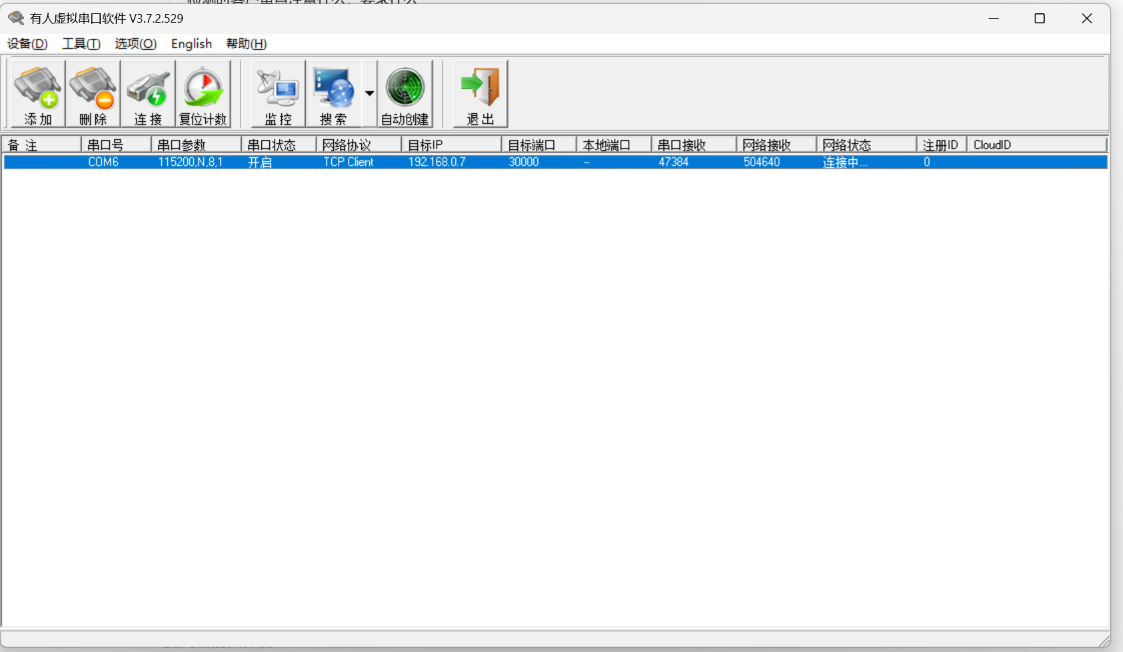 有人虚拟串口软件 V3.7.2.529
设备(D) 工具(T) 选项(O) English 帮助(H)
添加 删除 连接 复位计数 监控 搜索 自动创建 退出
备 注 串口号 串口参数 串口状态 网络协议 目标IP 目标端口 本地端口 串口接收 网络接收 网络状态 注册ID CloudID
COM6 115200,N,8,1 开启 TCP Client 192.168.0.7 30000 -- 47384 504640 连接中... 0